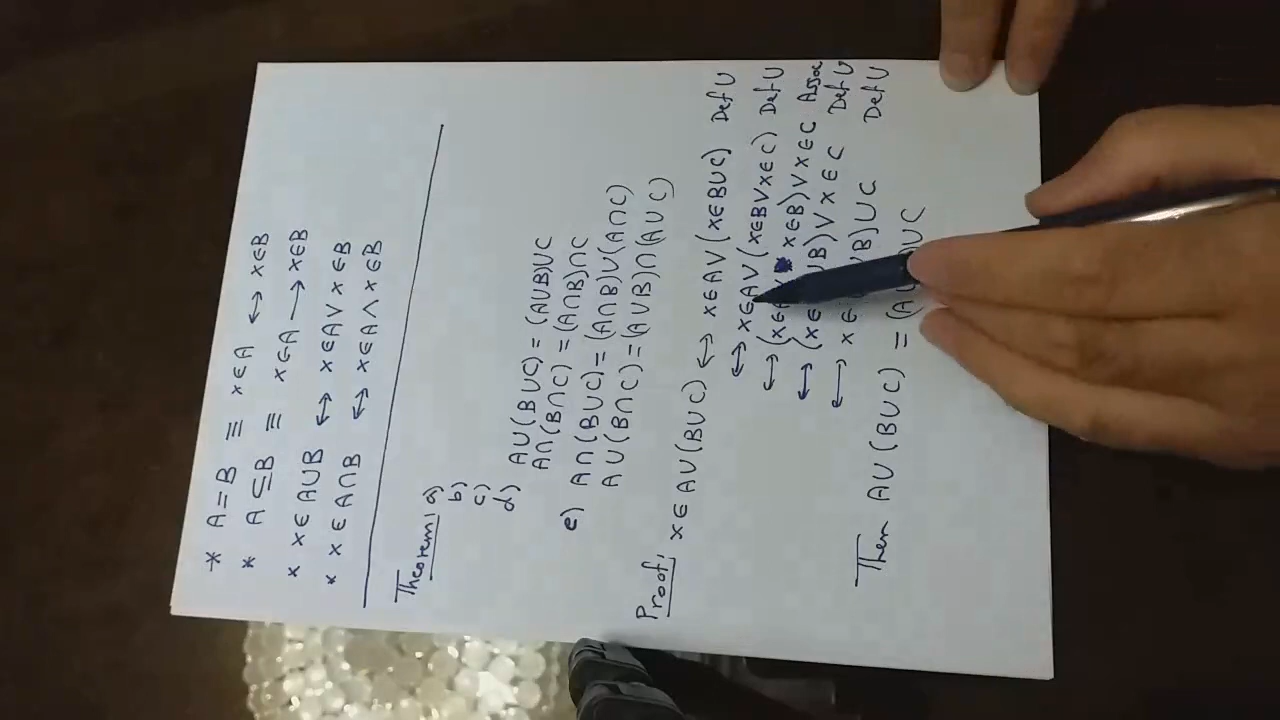 * A=B ≡ x∈A ↔ x∈B
* A⊆B ≡ x∈A → x∈B
* x∈A∪B ↔ x∈A∨x∈B
* x∈A∩B ↔ x∈A∧x∈B
Theorem: a)
b)
c)
d)
A∪(B∪C) = (A∪B)∪C
A∩(B∩C) = (A∩B)∩C
e) A∩(B∪C) = (A∩B)∪(A∩C)
A∪(B∩C) = (A∪B)∩(A∪C)
Proof: x∈A∪(B∪C) ↔ x∈A∨(x∈B∪C) Def ∪
↔ x∈A∨(x∈B∨x∈C) Def ∪
↔ (x∈A∨x∈B)∨x∈C Assoc
↔ (x∈ ∪B)∨x∈C Def ∪
↔ x∈ ∪B)∪C Def ∪
Then A∪(B∪C) = (A∪ )∪C